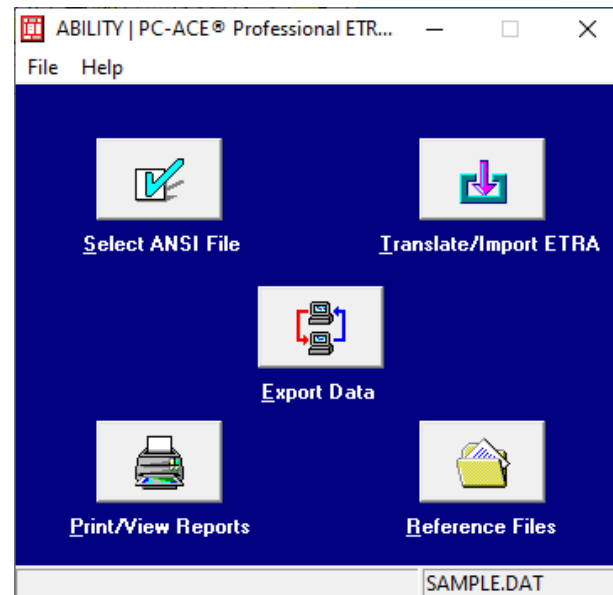 ABILITY | PC-ACE® Professional ETR...
File Help
Select ANSI File
Translate/Import ETRA
Export Data
Print/View Reports
Reference Files
SAMPLE.DAT